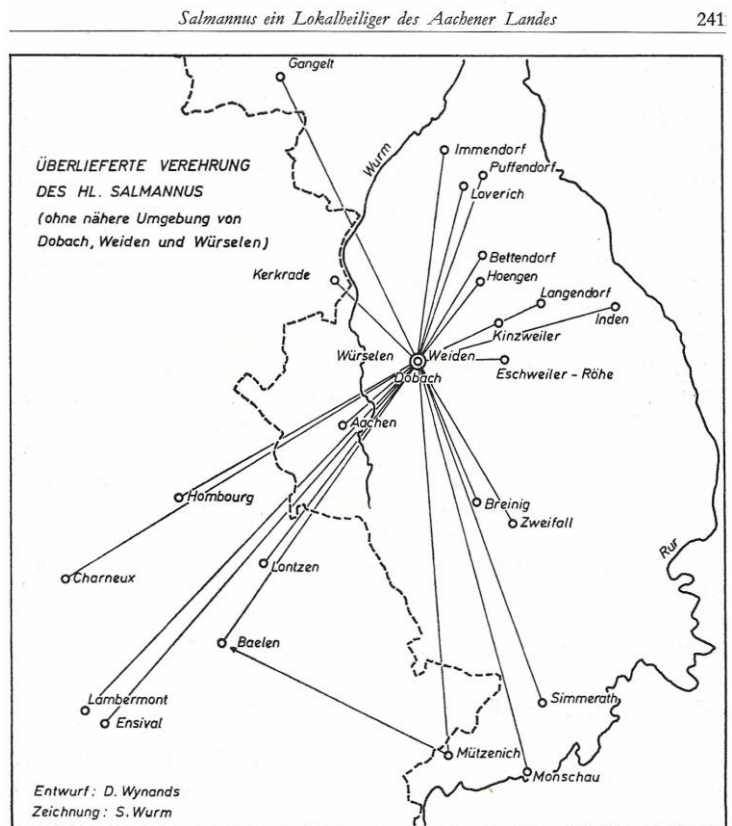 Salmannus ein Lokalheiliger des Aachener Landes 241
Gangelt
ÜBERLIEFERTE VEREHRUNG
DES HL. SALMANNUS
(ohne nähere Umgebung von
Dobach, Weiden und Würselen)
Wurm
Immendorf
Puffendorf
Loverich
Kerkrade
Bettendorf
Hoengen
Langendorf
Inden
Kinzweiler
Würselen
Weiden
Dobach
Eschweiler - Röhe
Aachen
Hombourg
Breinig
Zweifall
Rur
Lontzen
Charneux
Baelen
Lambermont
Ensival
Simmerath
Mützenich
Monschau
Entwurf: D. Wynands
Zeichnung: S. Wurm